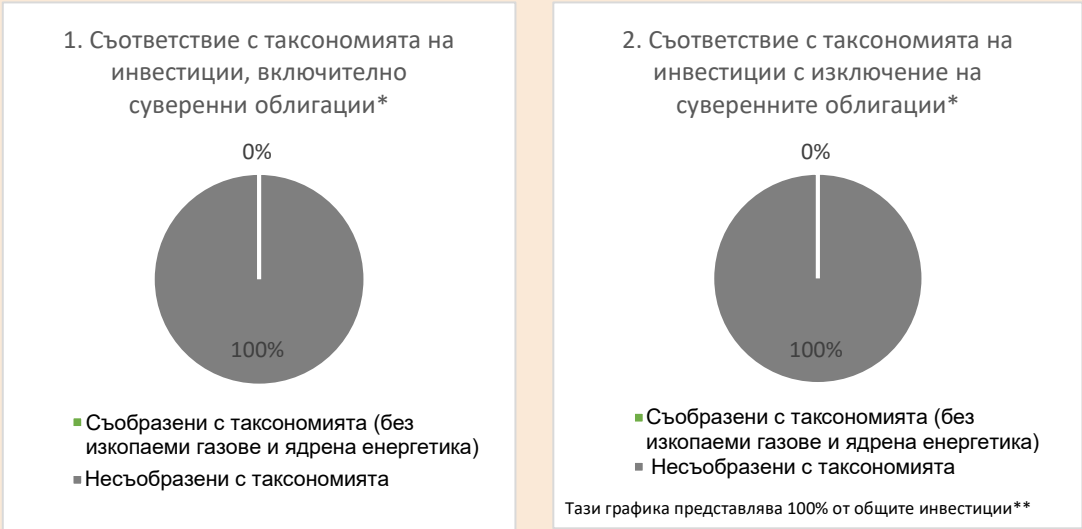 1. Съответствие с таксономията на
инвестиции, включително
суверенни облигации*
0%
100%
Съобразени с таксономията (без
изкопаеми газове и ядрена енергетика)
Несъобразени с таксономията
2. Съответствие с таксономията на
инвестиции с изключение на
суверенните облигации*
0%
100%
Съобразени с таксономията (без
изкопаеми газове и ядрена енергетика)
Несъобразени с таксономията
Тази графика представлява 100% от общите инвестиции**